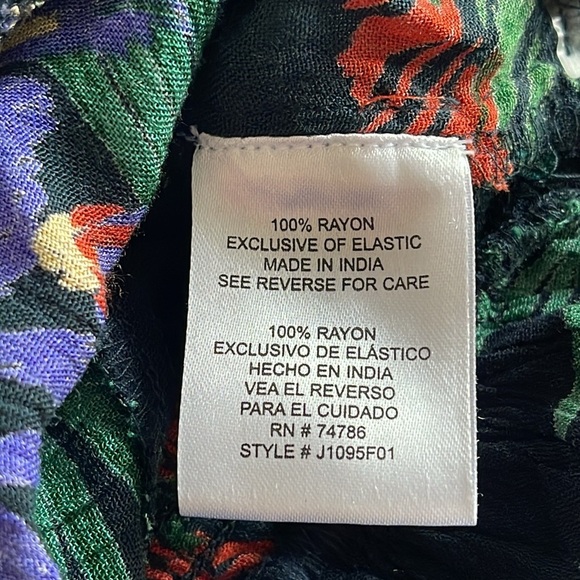 100% RAYON
EXCLUSIVE OF ELASTIC
MADE IN INDIA
SEE REVERSE FOR CARE
100% RAYON
EXCLUSIVO DE ELÁSTICO
HECHO EN INDIA
VEA EL REVERSO
PARA EL CUIDADO
RN # 74786
STYLE # J1095F01